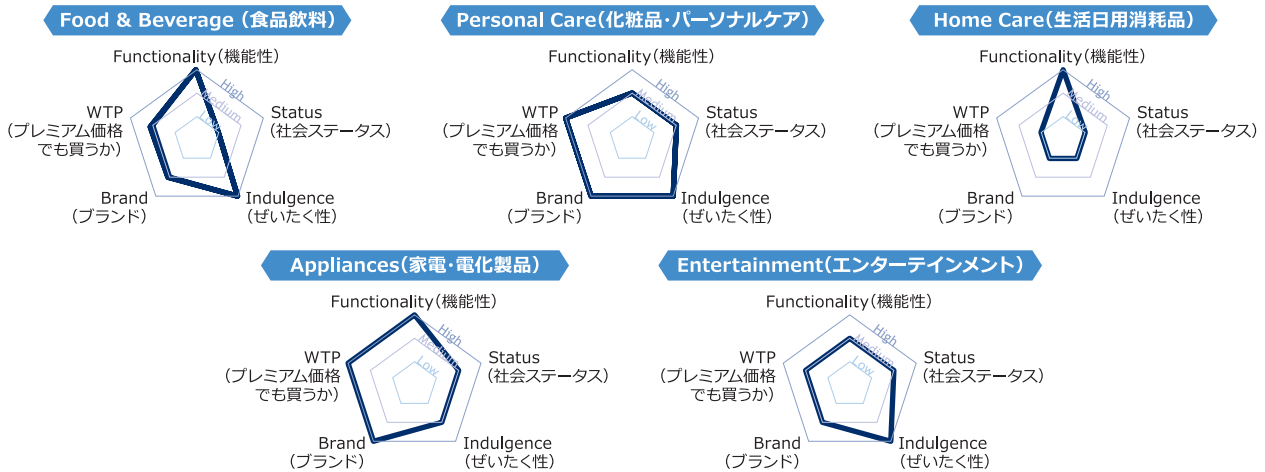 Food & Beverage (食品飲料)
Functionality(機能性)
High
Medium
Low
Status
(社会ステータス)
WTP
(プレミアム価格
でも買うか)
Brand
(ブランド)
Indulgence
(ぜいたく性)
Personal Care(化粧品・パーソナルケア)
Functionality(機能性)
High
Medium
Low
Status
(社会ステータス)
WTP
(プレミアム価格
でも買うか)
Brand
(ブランド)
Indulgence
(ぜいたく性)
Home Care(生活日用消耗品)
Functionality(機能性)
High
Medium
Low
Status
(社会ステータス)
WTP
(プレミアム価格
でも買うか)
Brand
(ブランド)
Indulgence
(ぜいたく性)
Appliances(家電・電化製品)
Functionality(機能性)
High
Medium
Low
Status
(社会ステータス)
WTP
(プレミアム価格
でも買うか)
Brand
(ブランド)
Indulgence
(ぜいたく性)
Entertainment(エンターテインメント)
Functionality(機能性)
High
Medium
Low
Status
(社会ステータス)
WTP
(プレミアム価格
でも買うか)
Brand
(ブランド)
Indulgence
(ぜいたく性)